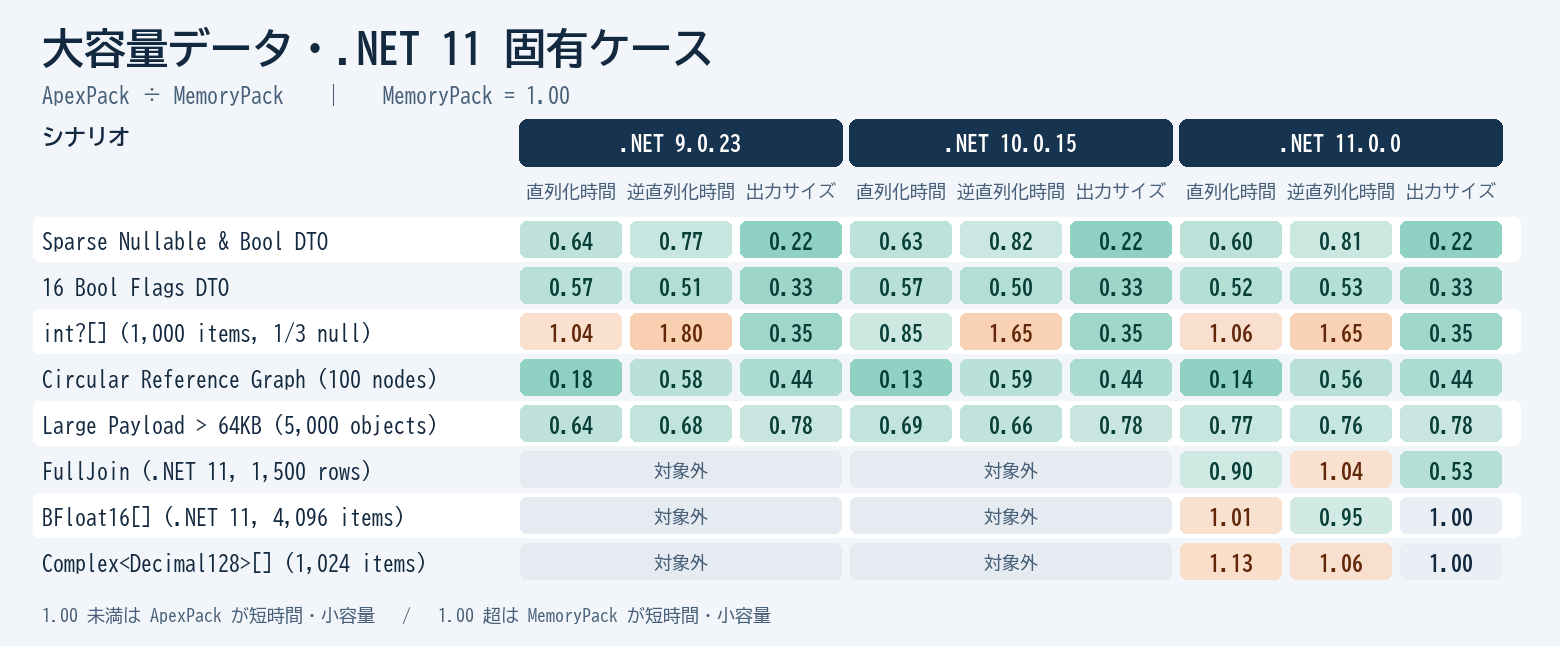 大容量データ・.NET 11 固有ケース
ApexPack ÷ MemoryPack | MemoryPack = 1.00
シナリオ .NET 9.0.23 .NET 10.0.15 .NET 11.0.0
直列化時間 逆直列化時間 出力サイズ 直列化時間 逆直列化時間 出力サイズ 直列化時間 逆直列化時間 出力サイズ
Sparse Nullable & Bool DTO 0.64 0.77 0.22 0.63 0.82 0.22 0.60 0.81 0.22
16 Bool Flags DTO 0.57 0.51 0.33 0.57 0.50 0.33 0.52 0.53 0.33
int?[] (1,000 items, 1/3 null) 1.04 1.80 0.35 0.85 1.65 0.35 1.06 1.65 0.35
Circular Reference Graph (100 nodes) 0.18 0.58 0.44 0.13 0.59 0.44 0.14 0.56 0.44
Large Payload > 64KB (5,000 objects) 0.64 0.68 0.78 0.69 0.66 0.78 0.77 0.76 0.78
FullJoin (.NET 11, 1,500 rows) 対象外 対象外 0.90 1.04 0.53
BFloat16[] (.NET 11, 4,096 items) 対象外 対象外 1.01 0.95 1.00
Complex<Decimal128>[] (1,024 items) 対象外 対象外 1.13 1.06 1.00
1.00 未満は ApexPack が短時間・小容量 / 1.00 超は MemoryPack が短時間・小容量